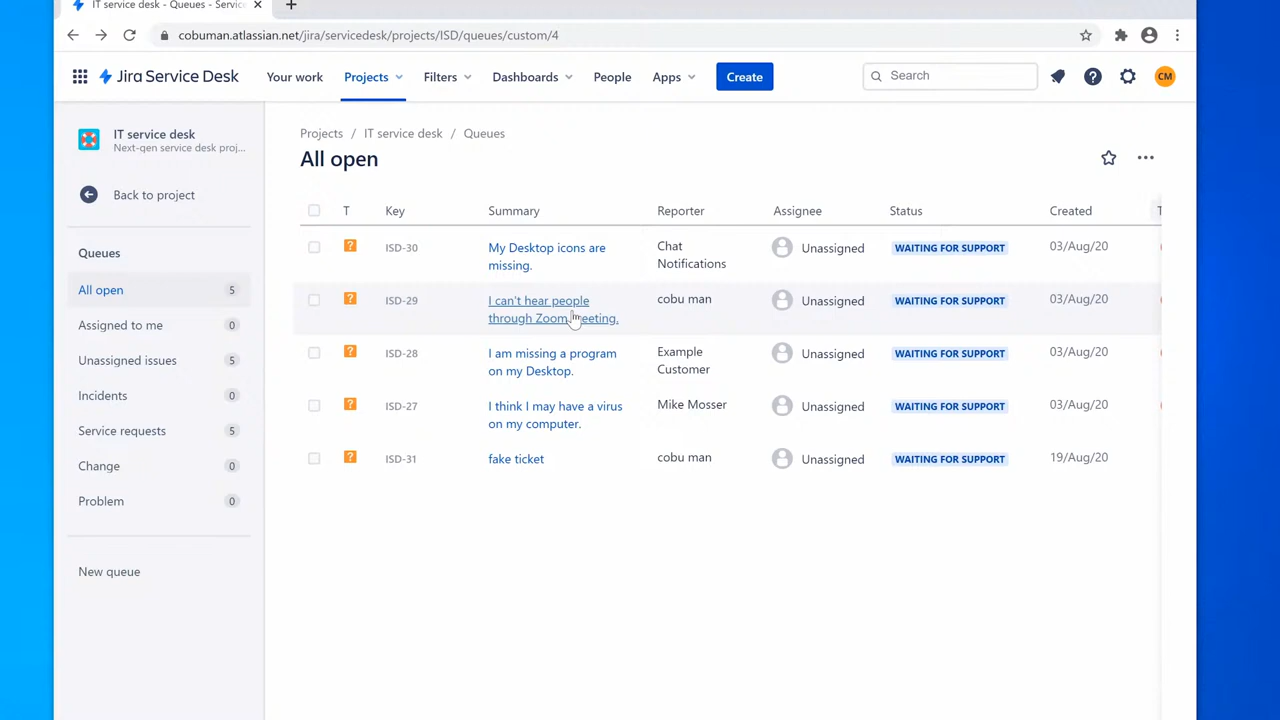 IT service desk - Queues - Service
cobuman.atlassian.net/jira/servicedesk/projects/ISD/queues/custom/4
Jira Service Desk Your work Projects Filters Dashboards People Apps Create Search CM
IT service desk
Next-gen service desk proj...
Back to project
Queues
All open 5
Assigned to me 0
Unassigned issues 5
Incidents 0
Service requests 5
Change 0
Problem 0
New queue
Projects / IT service desk / Queues
All open
T Key Summary Reporter Assignee Status Created
ISD-30 My Desktop icons are missing. Chat Notifications Unassigned WAITING FOR SUPPORT 03/Aug/20
ISD-29 I can't hear people through Zoom meeting. cobu man Unassigned WAITING FOR SUPPORT 03/Aug/20
ISD-28 I am missing a program on my Desktop. Example Customer Unassigned WAITING FOR SUPPORT 03/Aug/20
ISD-27 I think I may have a virus on my computer. Mike Mosser Unassigned WAITING FOR SUPPORT 03/Aug/20
ISD-31 fake ticket cobu man Unassigned WAITING FOR SUPPORT 19/Aug/20